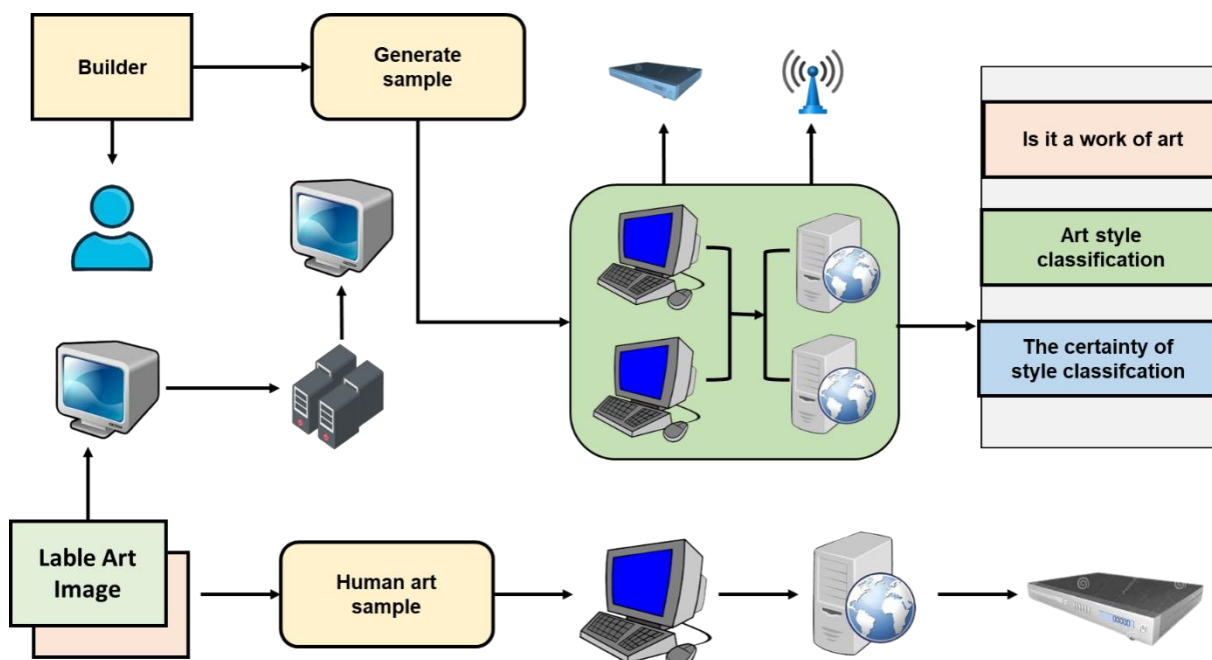 Builder
Generate
sample
Is it a work of art
Art style
classification
The certainty of
style classifcation
Lable Art
Image
Human art
sample